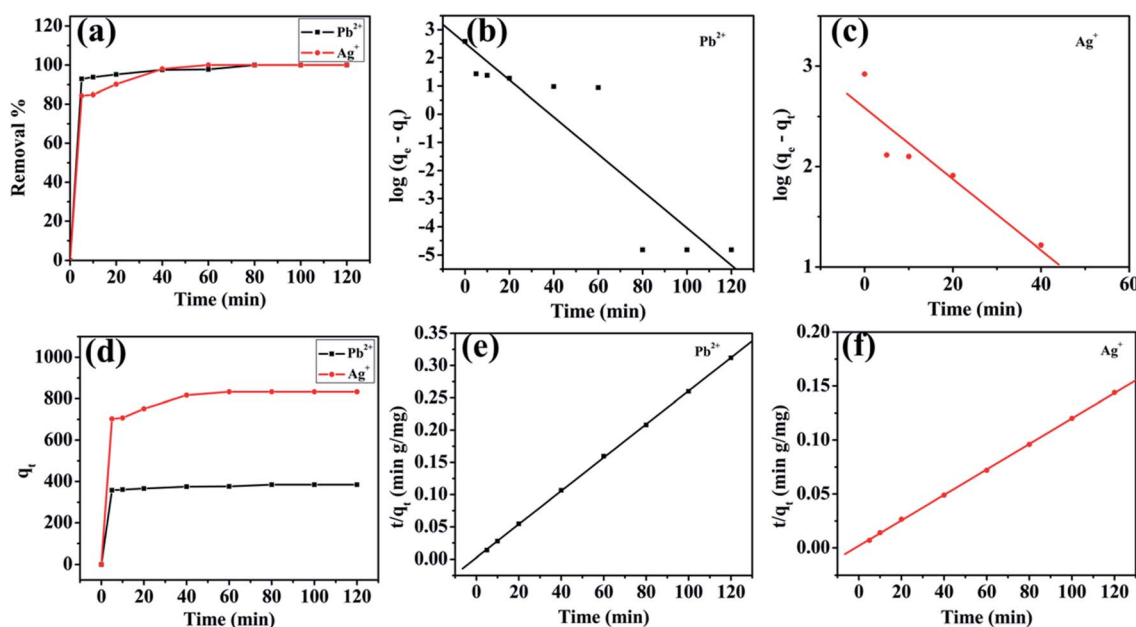 (a)
Pb²⁺
Ag⁺
Removal %
120
100
80
60
40
20
0
0 20 40 60 80 100 120
Time (min)
(b)
Pb²⁺
log (qₑ - qₜ)
3
2
1
0
-1
-2
-3
-4
-5
0 20 40 60 80 100 120
Time (min)
(c)
Ag⁺
log (qₑ - qₜ)
3
2
1
0 20 40 60
Time (min)
(d)
Pb²⁺
Ag⁺
qₜ
1000
800
600
400
200
0
0 20 40 60 80 100 120
Time (min)
(e)
Pb²⁺
t/qₜ (min g/mg)
0.35
0.30
0.25
0.20
0.15
0.10
0.05
0.00
0 20 40 60 80 100 120
Time (min)
(f)
Ag⁺
t/qₜ (min g/mg)
0.20
0.15
0.10
0.05
0.00
0 20 40 60 80 100 120
Time (min)